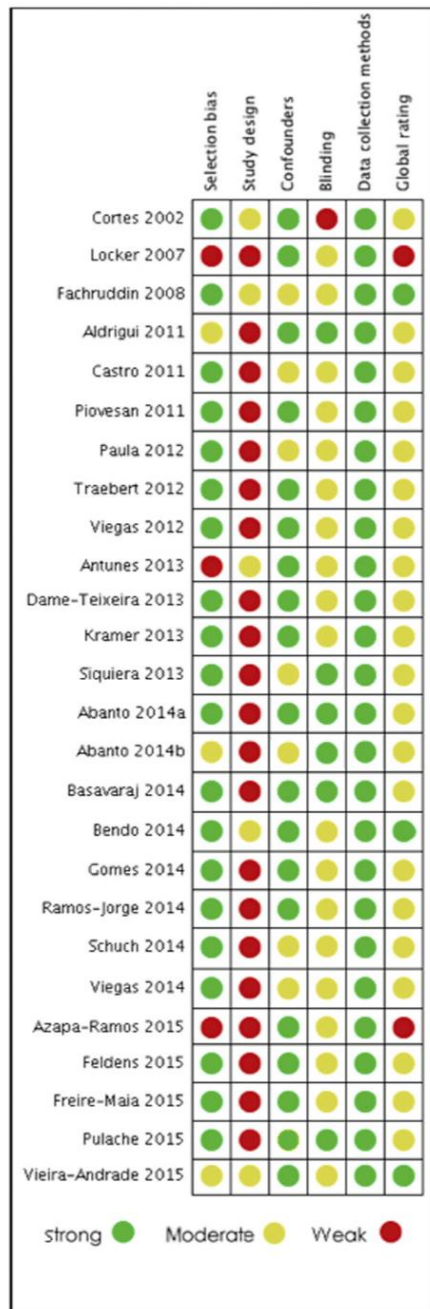 Selection bias
Study design
Confounders
Blinding
Data collection methods
Global rating
Cortes 2002
Locker 2007
Fachruddin 2008
Aldrigui 2011
Castro 2011
Piovesan 2011
Paula 2012
Traebert 2012
Viegas 2012
Antunes 2013
Dame-Teixeira 2013
Kramer 2013
Siquiera 2013
Abanto 2014a
Abanto 2014b
Basavaraj 2014
Bendo 2014
Gomes 2014
Ramos-Jorge 2014
Schuch 2014
Viegas 2014
Azapa-Ramos 2015
Feldens 2015
Freire-Maia 2015
Pulache 2015
Vieira-Andrade 2015
strong Moderate Weak